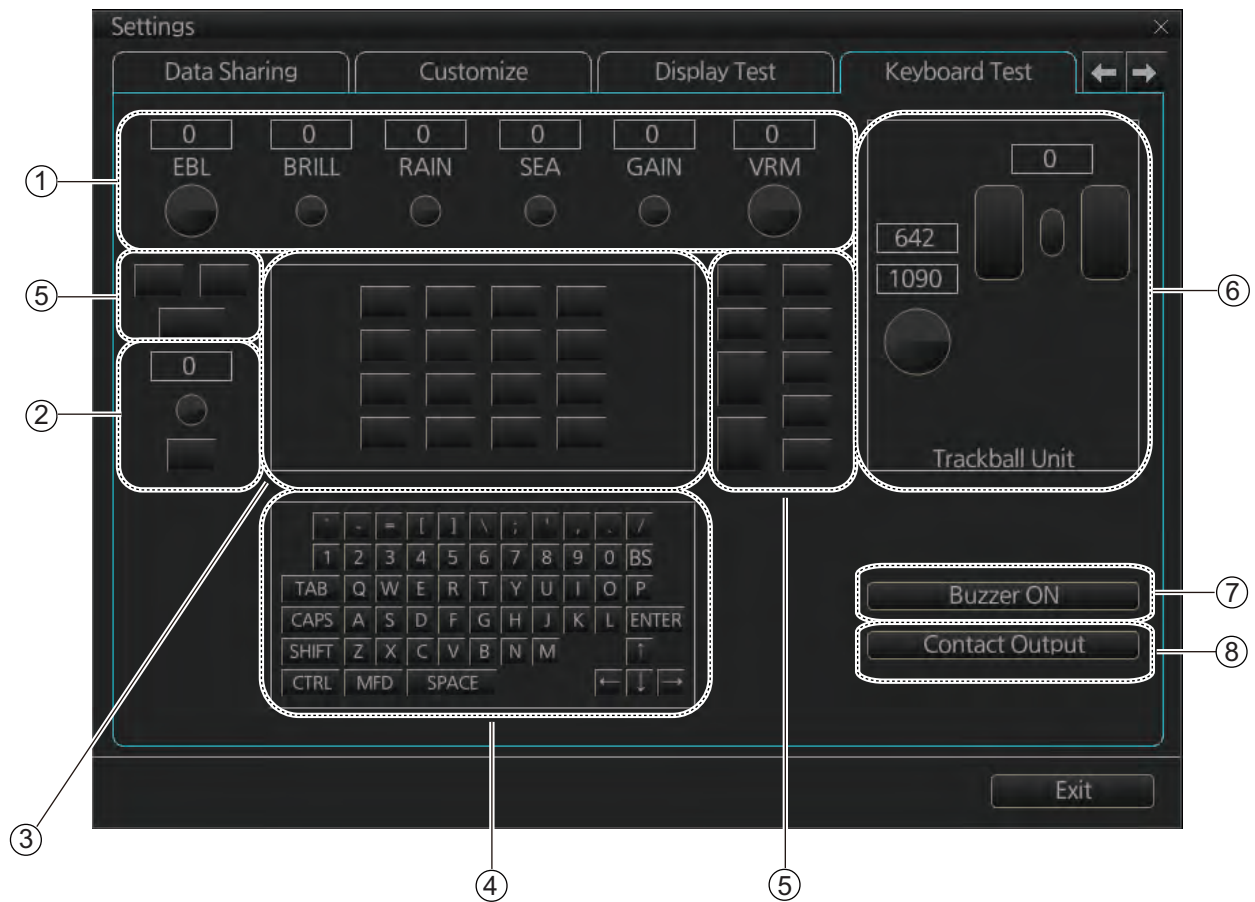 Settings
Data Sharing Customize Display Test Keyboard Test
0 0 0 0 0 0
EBL BRILL RAIN SEA GAIN VRM
0
642
1090
Trackball Unit
0
` - = [ ] \ ; ' , . /
1 2 3 4 5 6 7 8 9 0 BS
TAB Q W E R T Y U I O P
CAPS A S D F G H J K L ENTER
SHIFT Z X C V B N M ↑
CTRL MFD SPACE ← ↓ →
Buzzer ON
Contact Output
Exit
① 
⑤
②
③
④
⑤
⑥
⑦
⑧